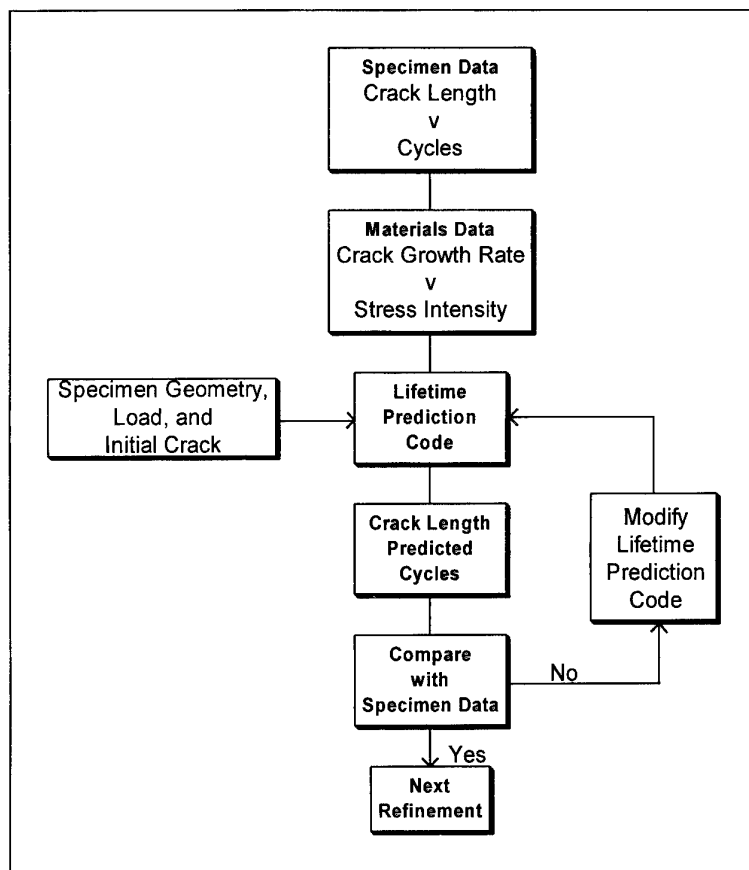 Specimen Data
Crack Length
v
Cycles
Materials Data
Crack Growth Rate
v
Stress Intensity
Specimen Geometry,
Load, and
Initial Crack
Lifetime
Prediction
Code
Crack Length
Predicted
Cycles
Modify
Lifetime
Prediction
Code
Compare
with
Specimen Data
No
Yes
Next
Refinement